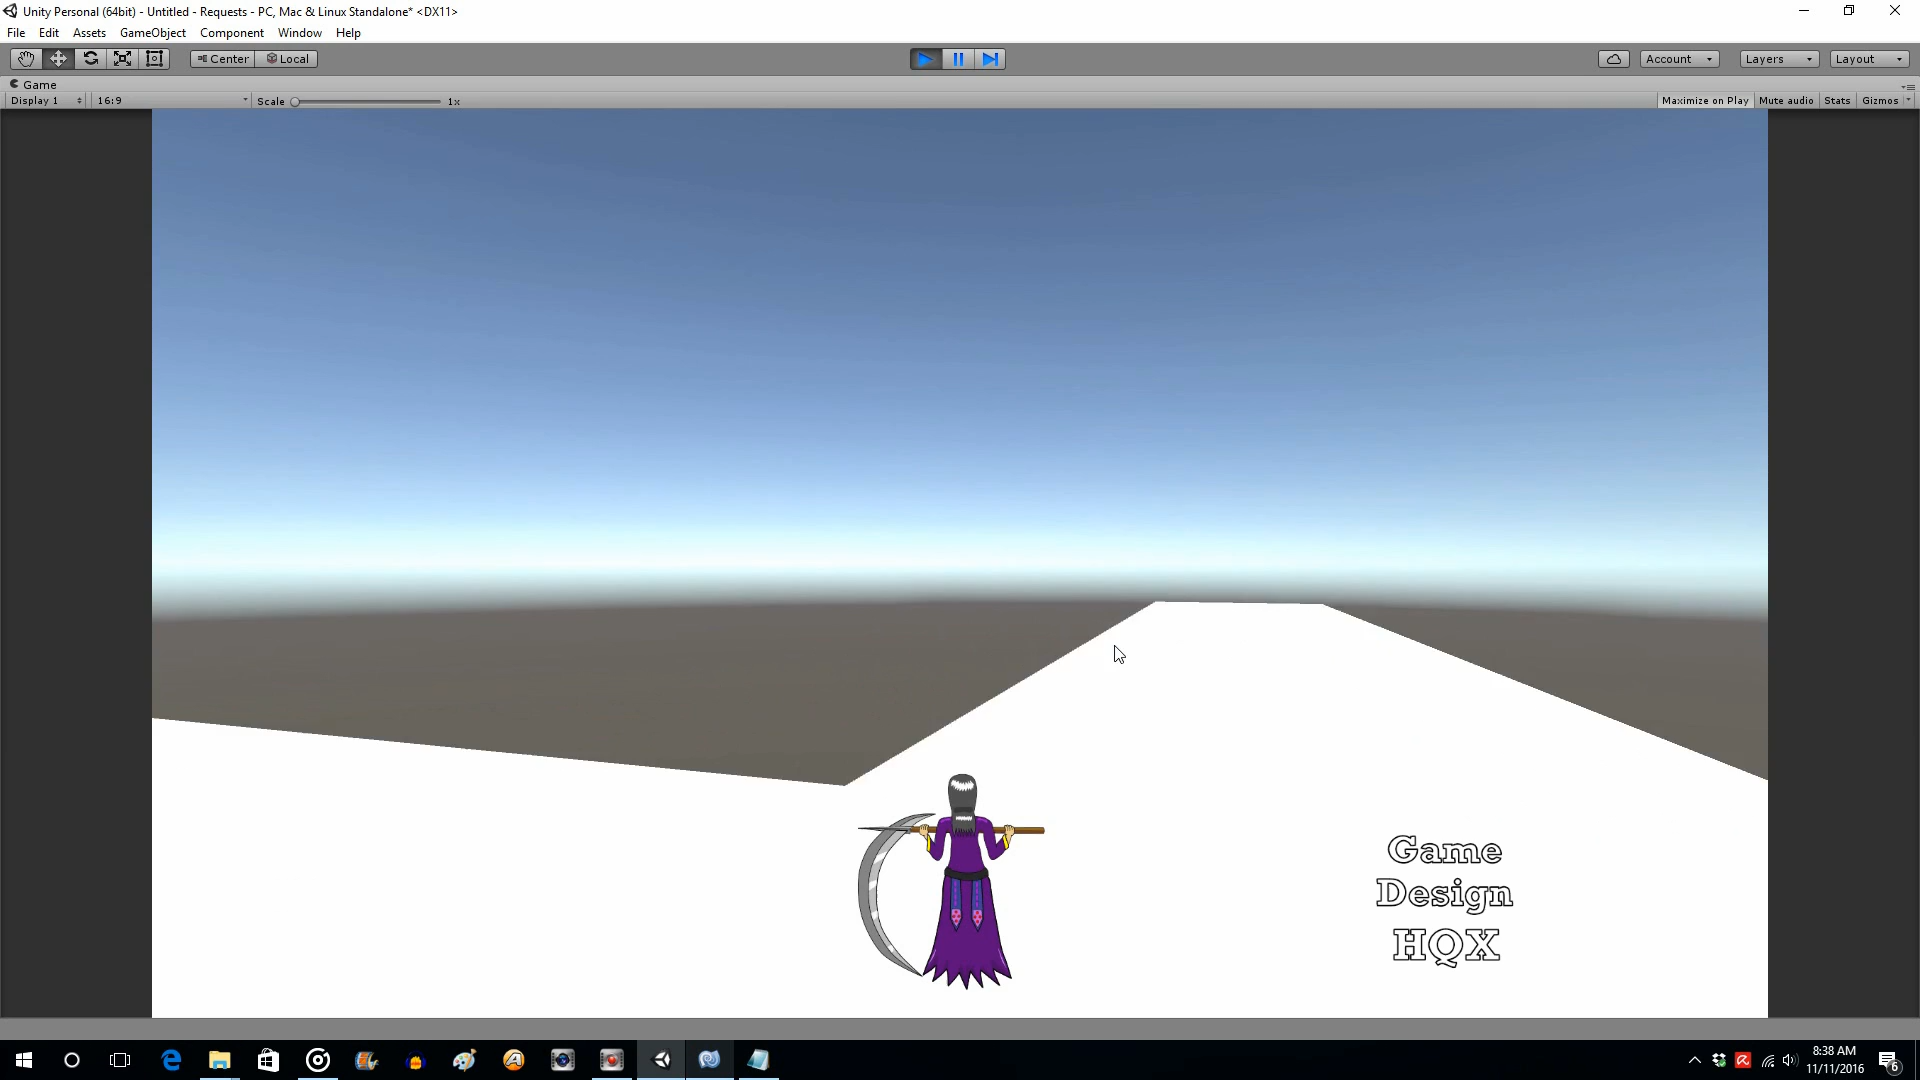 Unity Personal (64bit) - Untitled - Requests - PC, Mac & Linux Standalone* <DX11>
File Edit Assets GameObject Component Window Help
Center Local Account Layers Layout
Game
Display 1 16:9 Scale 1x Maximize on Play Mute audio Stats Gizmos
Game
Design
HQX
8:38 AM
11/11/2016
6